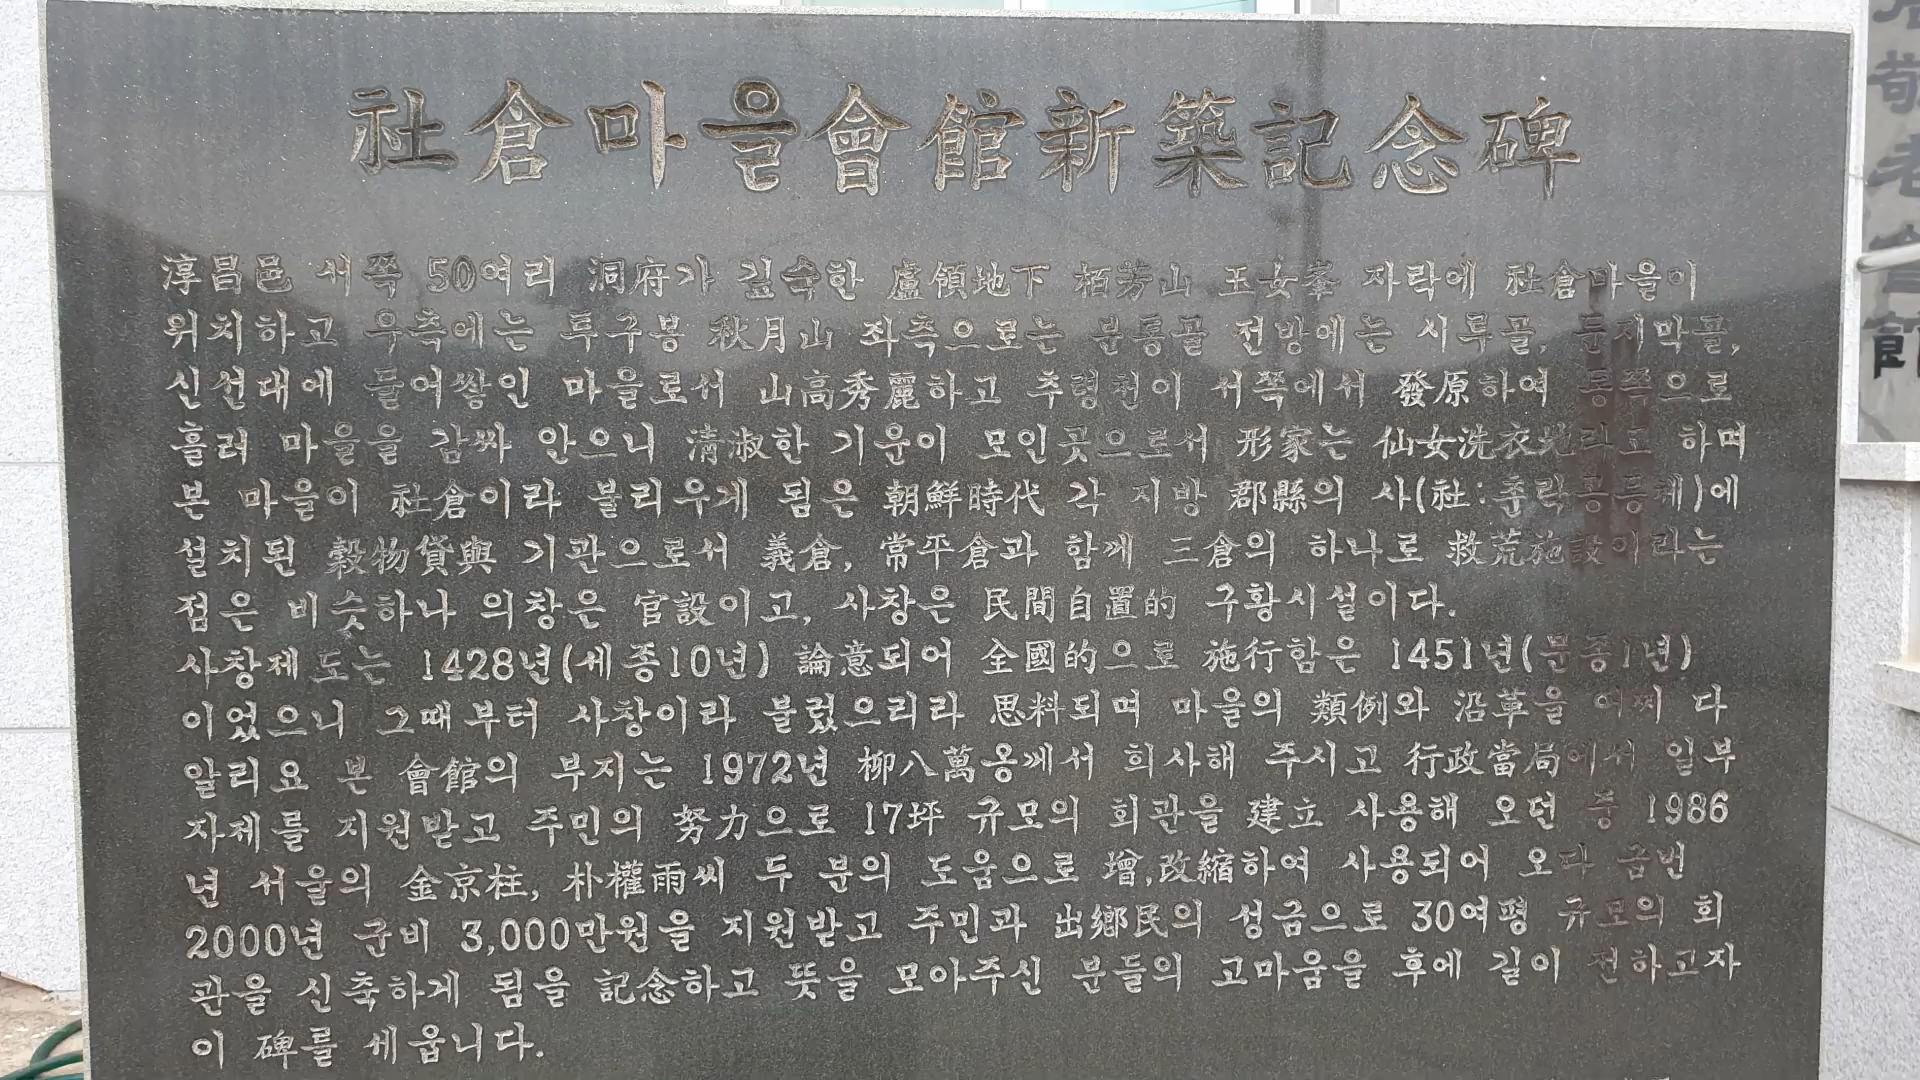 社倉마을會館新築記念碑
淳昌邑 서쪽 50여리 洞府가 깊숙한 盧領地下 栢芳山 玉女峯 자락에 社倉마을이
위치하고 우측에는 투구봉 秋月山 좌측으로는 분통골 전방에는 시루골, 둔지막골,
신선대에 들어쌓인 마을로서 山高秀麗하고 추령천이 서쪽에서 發原하여 동쪽으로
흘러 마을을 감싸 안으니 淸淑한 기운이 모인곳으로서 形家는 仙女洗衣地라고 하며
본 마을이 社倉이라 불리우게 됨은 朝鮮時代 각 지방 郡縣의 사(社:촌락공동체)에
설치된 穀物貸與 기관으로서 義倉, 常平倉과 함께 三倉의 하나로 救荒施設이라는
점은 비슷하나 의창은 官設이고, 사창은 民間自置的 구황시설이다.
사창제도는 1428년(세종10년) 論意되어 全國的으로 施行함은 1451년(문종1년)
이었으니 그때부터 사창이라 불렀으리라 思料되며 마을의 類例와 沿革을 어찌 다
알리요 본 會館의 부지는 1972년 柳八萬옹께서 희사해 주시고 行政當局에서 일부
자제를 지원받고 주민의 努力으로 17坪 규모의 회관을 建立 사용해 오던 중 1986
년 서울의 金京柱, 朴權雨씨 두 분의 도움으로 增,改縮하여 사용되어 오다 금번
2000년 군비 3,000만원을 지원받고 주민과 出鄕民의 성금으로 30여평 규모의 회
관을 신축하게 됨을 記念하고 뜻을 모아주신 분들의 고마움을 후에 길이 전하고자
이 碑를 세웁니다.
敬老會館